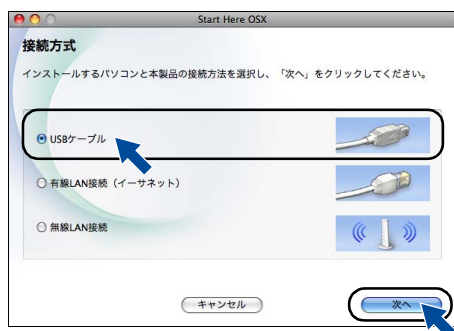 Start Here OSX
接続方式
インストールするパソコンと本製品の接続方法を選択し、「次へ」をクリックしてください。
USBケーブル
有線LAN接続（イーサネット）
無線LAN接続
キャンセル
次へ